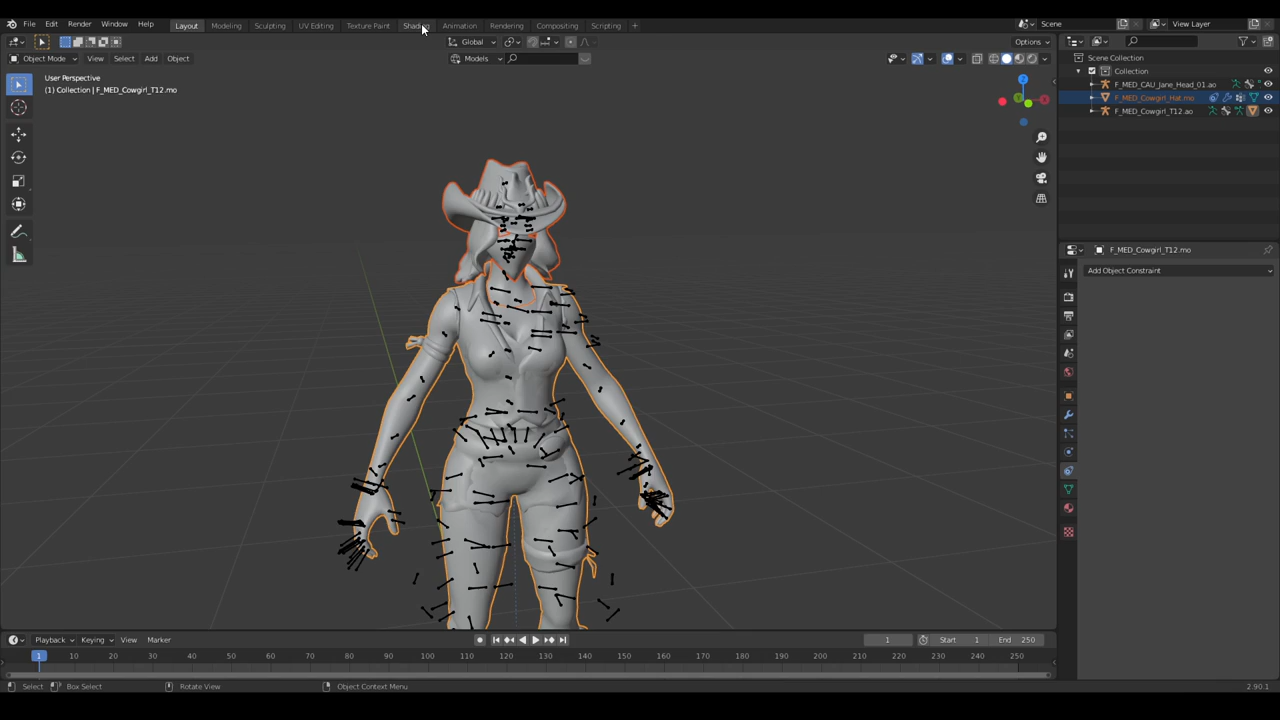 File Edit Render Window Help Layout Modeling Sculpting UV Editing Texture Paint Shading Animation Rendering Compositing Scripting + Scene View Layer
Global Options
Object Mode View Select Add Object Models
User Perspective
(1) Collection | F_MED_Cowgirl_T12.mo
Scene Collection
Collection
F_MED_CAU_Jane_Head_01.ao
F_MED_Cowgirl_Hat.mo
F_MED_Cowgirl_T12.ao
F_MED_Cowgirl_T12.mo
Add Object Constraint
Playback Keying View Marker 1 Start 1 End 250
1 10 20 30 40 50 60 70 80 90 100 110 120 130 140 150 160 170 180 190 200 210 220 230 240 250
Select Box Select Rotate View Object Context Menu 2.90.1